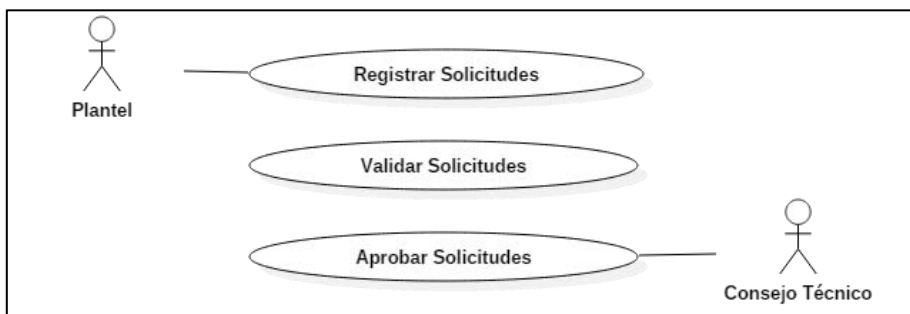 Registrar Solicitudes
Plantel
Validar Solicitudes
Aprobar Solicitudes
Consejo Técnico